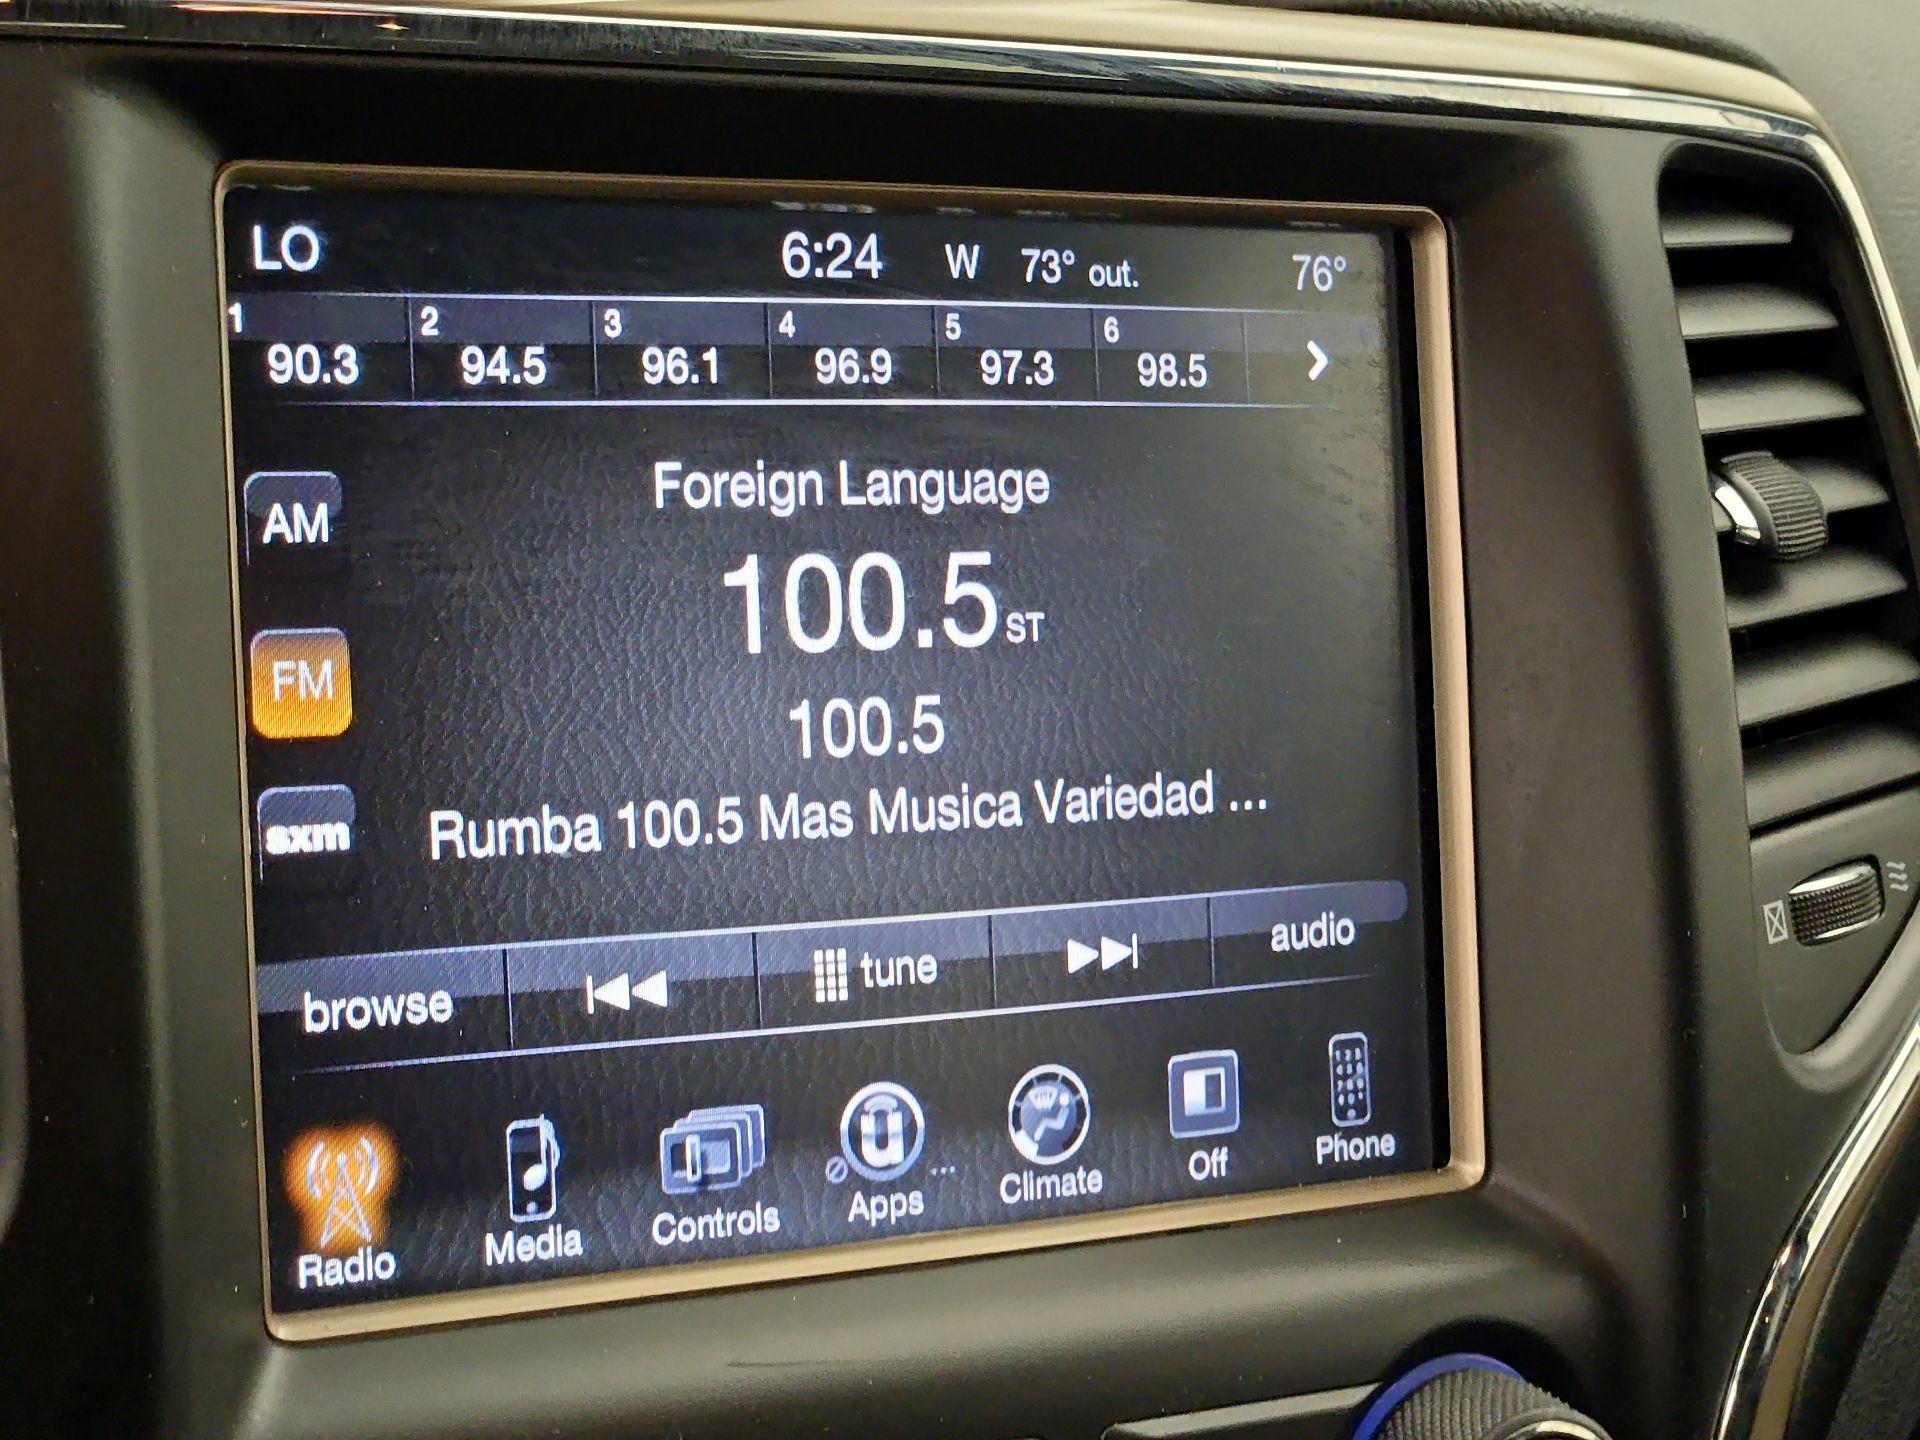 LO 6:24 W 73° out. 76°
1 2 3 4 5 6
90.3 94.5 96.1 96.9 97.3 98.5
Foreign Language
AM
100.5 ST
FM
100.5
sxm
Rumba 100.5 Mas Musica Variedad ...
browse tune audio
Radio Media Controls Apps ... Climate Off Phone